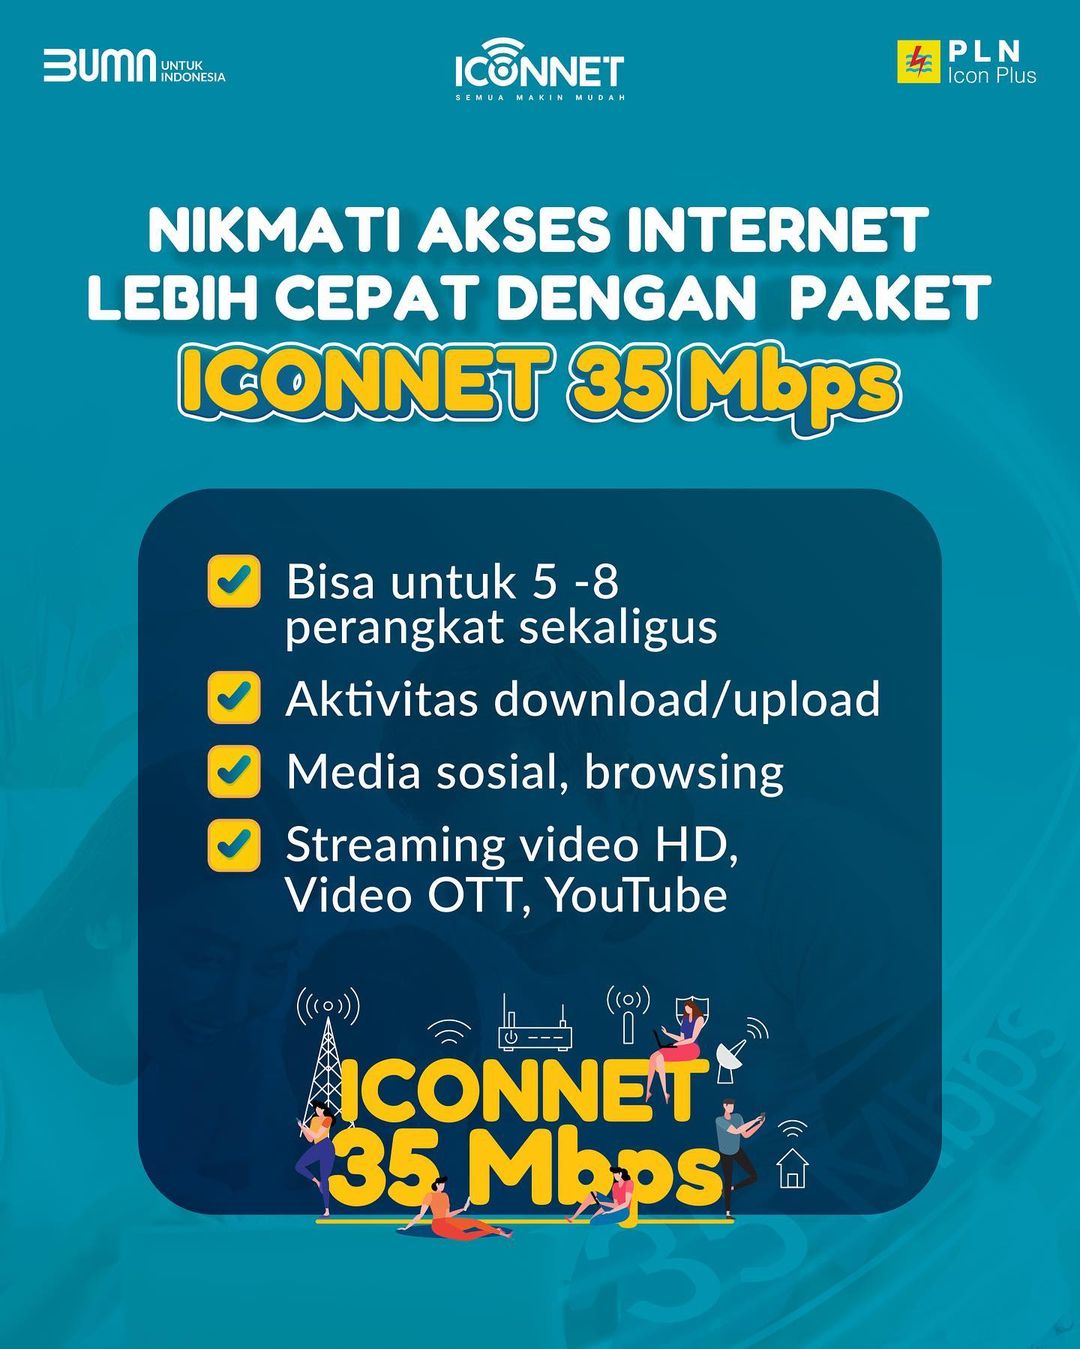 BUMN UNTUK INDONESIA
ICONNET
SEMUA MAKIN MUDAH
PLN
Icon Plus
NIKMATI AKSES INTERNET
LEBIH CEPAT DENGAN PAKET
ICONNET 35 Mbps
Bisa untuk 5 -8
perangkat sekaligus
Aktivitas download/upload
Media sosial, browsing
Streaming video HD,
Video OTT, YouTube
ICONNET
35 Mbps
35 Mbps